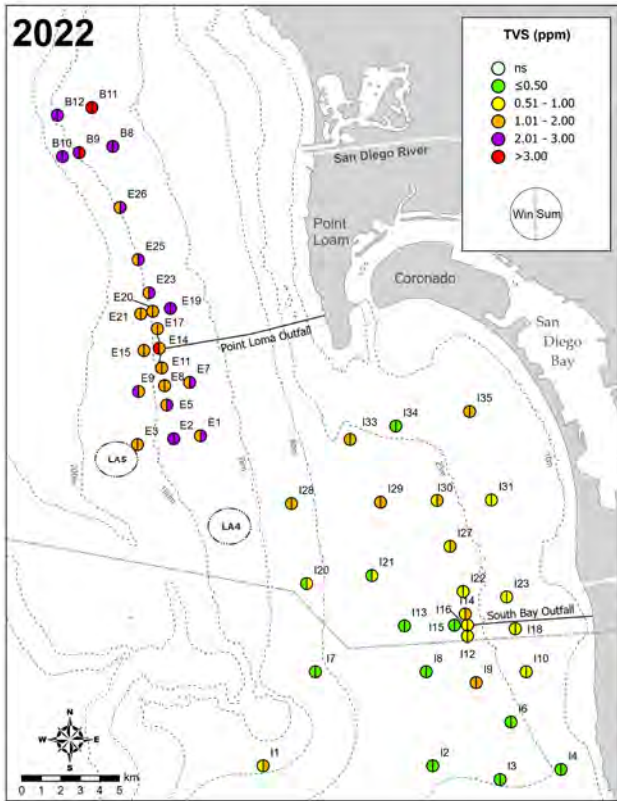 2022
TVS (ppm)
ns
≤0.50
0.51 - 1.00
1.01 - 2.00
2.01 - 3.00
>3.00
Win Sum
B11
B12
B8
B10 B9
San Diego River
Point
Loam
E26
Coronado
E25
San
Diego
Bay
E23
E20 E19
E21
E17
E14
Point Loma Outfall
E15
E11
E9 E8 E7
E5
E3 E2 E1
LA5
I35
I34
I33
LA4
I28 I29 I30 I31
I27
I20 I21
I22 I23
I14
I16
I13 I15
South Bay Outfall
I18
I12
I7 I8 I9 I10
I6
I1 I2 I3 I4
N
W E
S
0 1 2 3 4 5 km